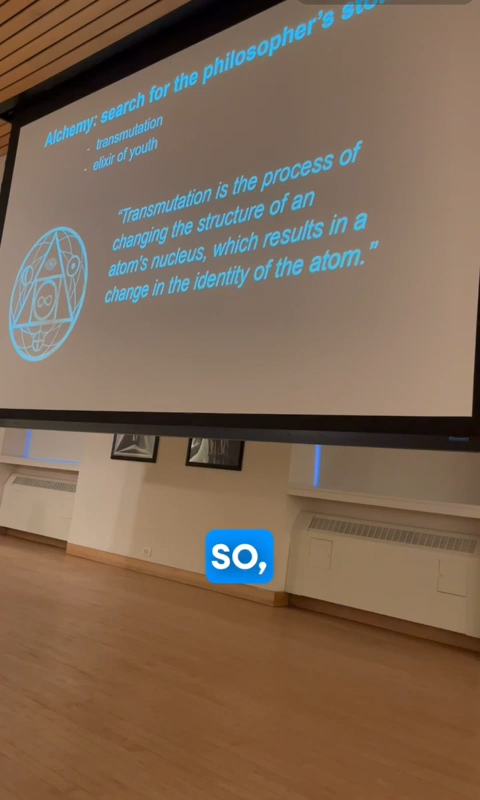 Alchemy: search for the philosopher's
- transmutation
- elixir of youth
"Transmutation is the process of
changing the structure of an
atom's nucleus, which results in a
change in the identity of the atom."
SO,